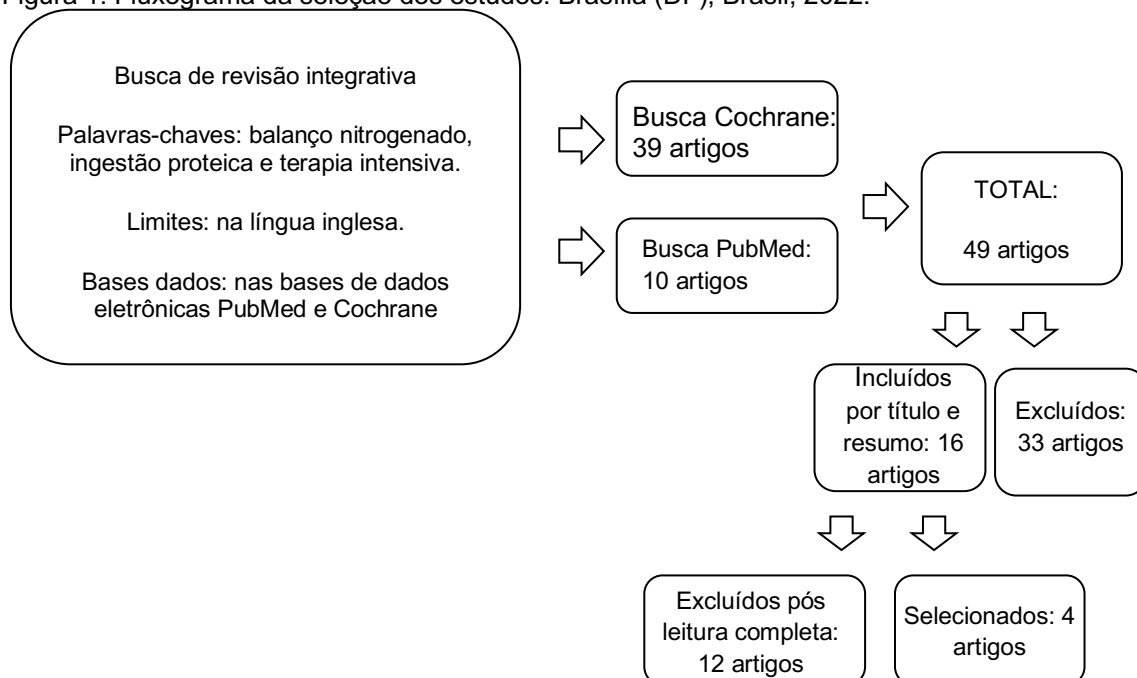 Figura 1. Fluxograma da seleção dos estudos. Brasília (DF), Brasil, 2022.
Busca de revisão integrativa
Palavras-chaves: balanço nitrogenado,
ingestão proteica e terapia intensiva.
Limites: na língua inglesa.
Bases dados: nas bases de dados
eletrônicas PubMed e Cochrane
Busca Cochrane:
39 artigos
Busca PubMed:
10 artigos
TOTAL:
49 artigos
Incluídos
por título e
resumo: 16
artigos
Excluídos:
33 artigos
Excluídos pós
leitura completa:
12 artigos
Selecionados: 4
artigos